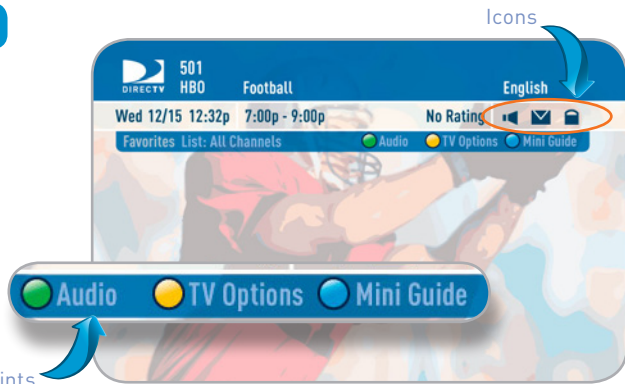 Icons
501
DIRECTV HBO Football English
Wed 12/15 12:32p 7:00p - 9:00p No Rating
Favorites List: All Channels Audio TV Options Mini Guide
Audio TV Options Mini Guide